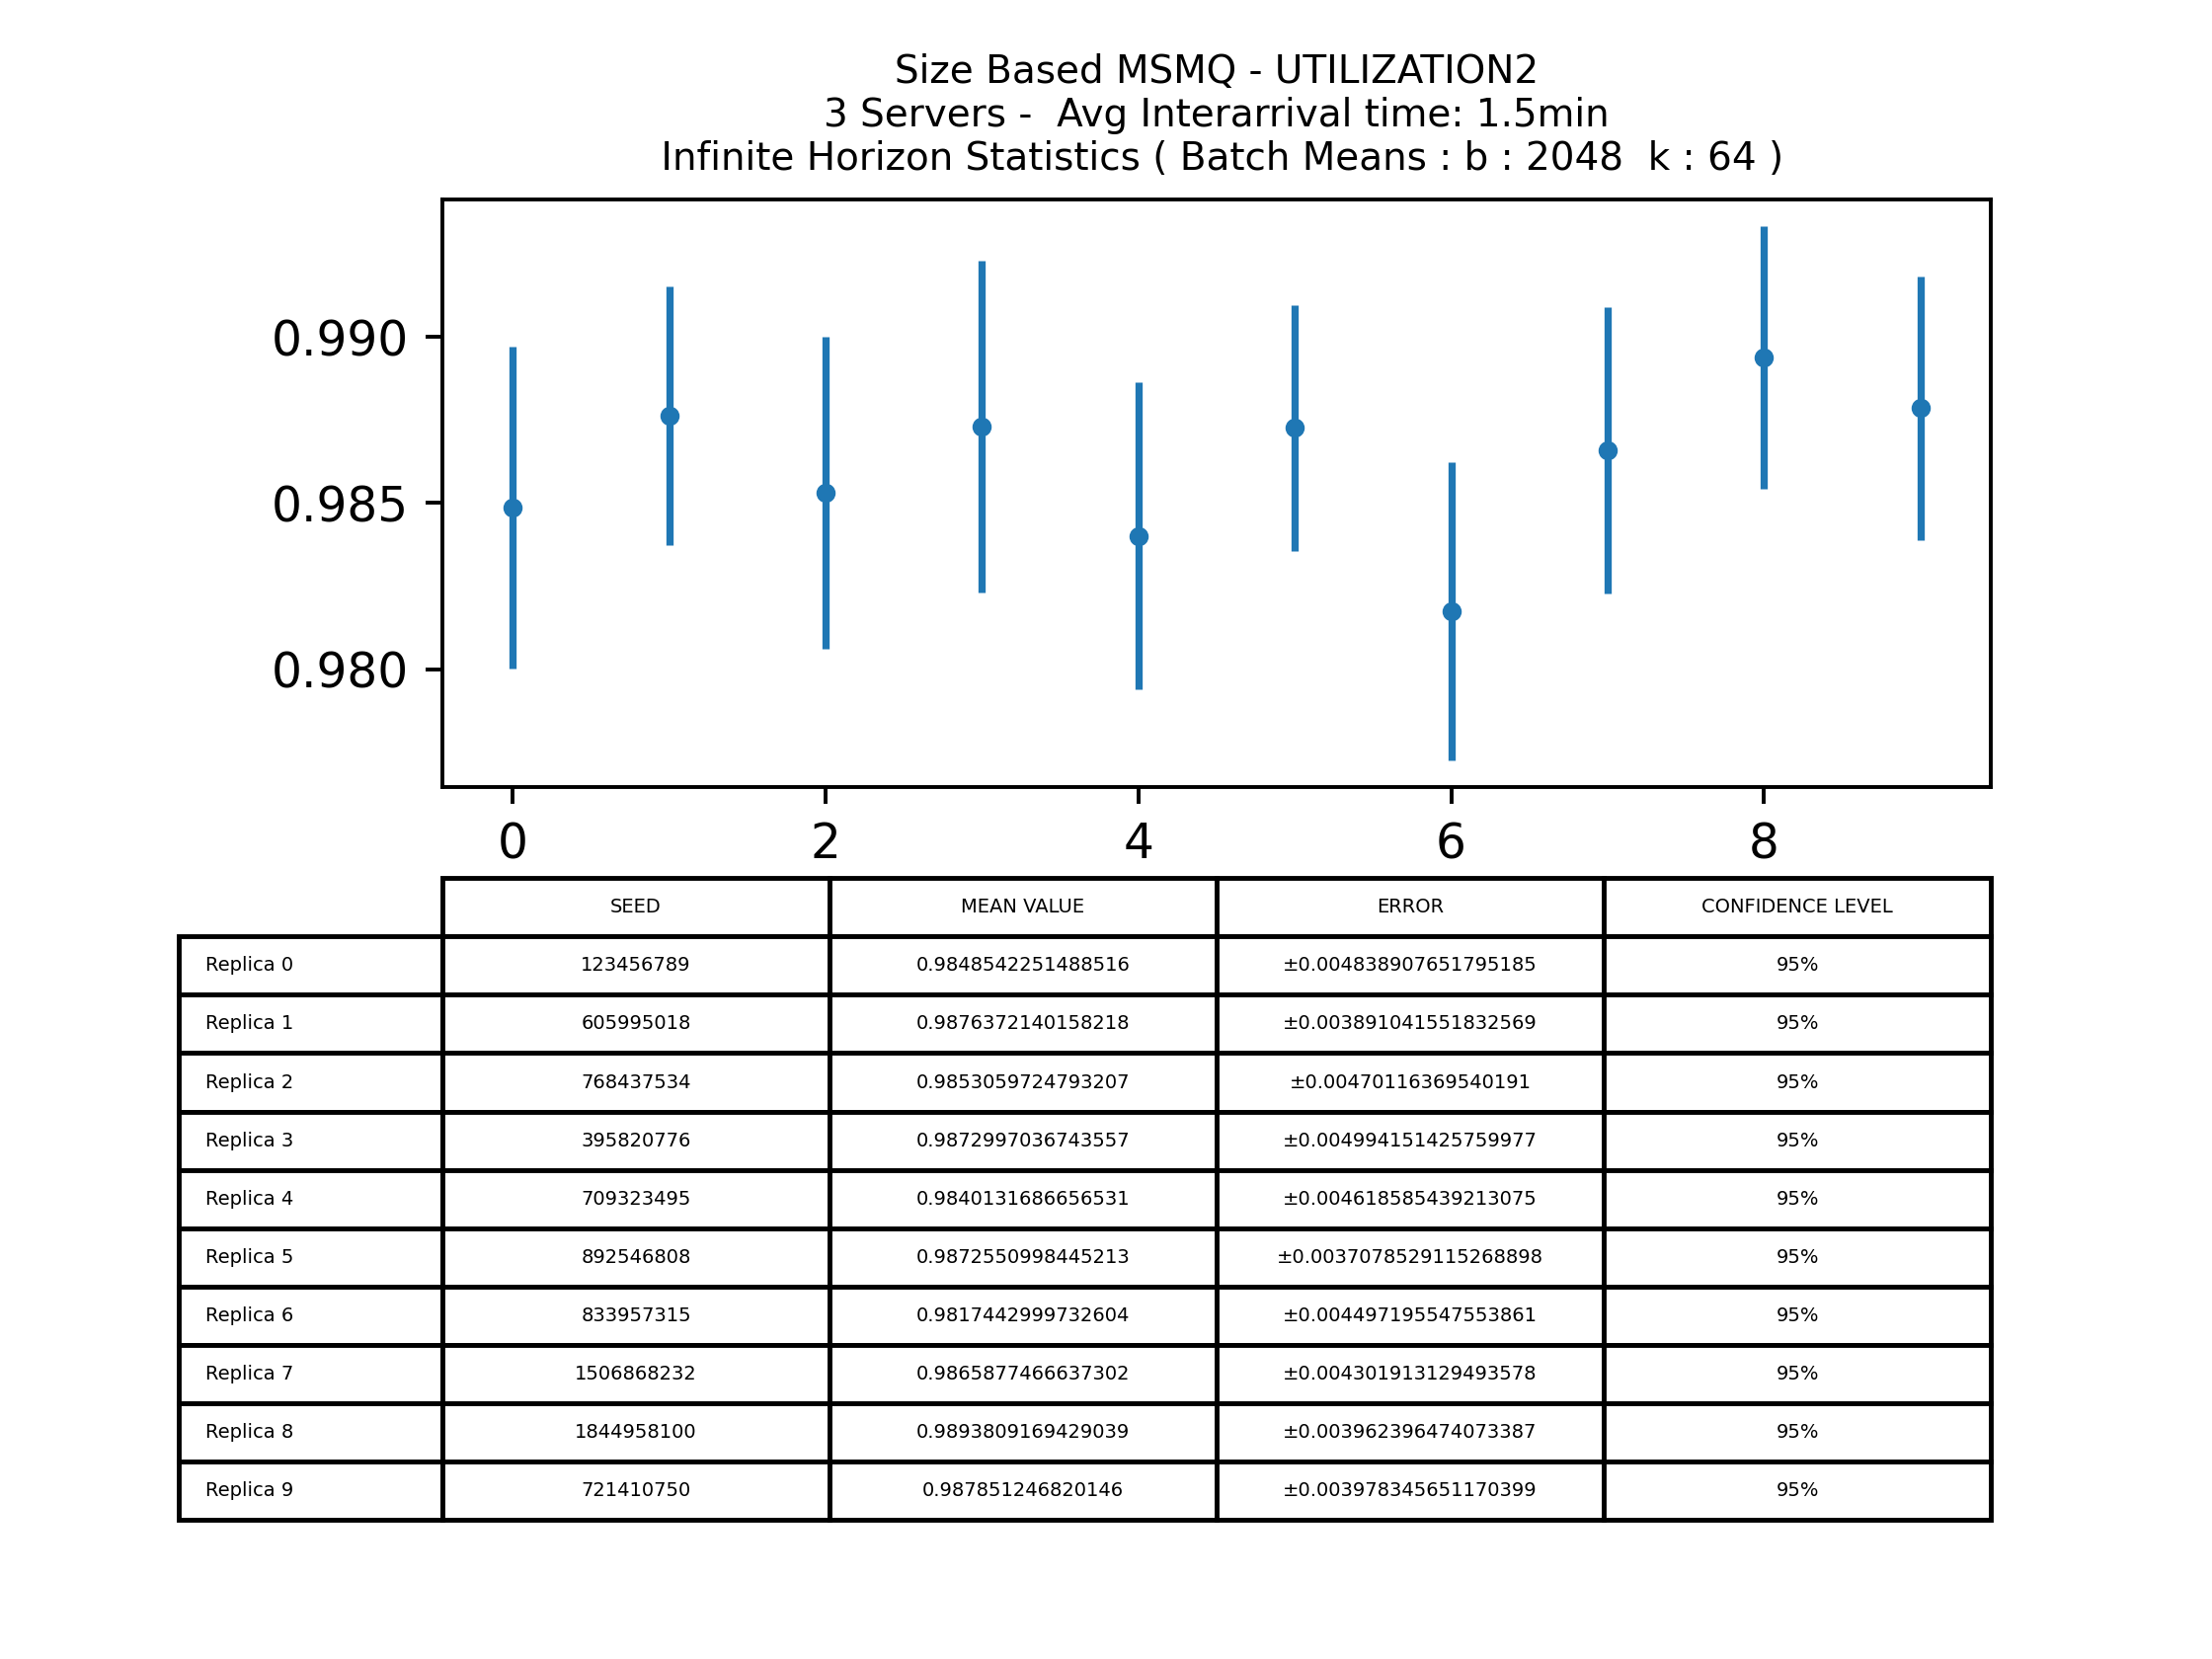 Size Based MSMQ - UTILIZATION2
3 Servers -  Avg Interarrival time: 1.5min
Infinite Horizon Statistics ( Batch Means : b : 2048  k : 64 )
0.990
0.985
0.980
0 2 4 6 8
SEED MEAN VALUE ERROR CONFIDENCE LEVEL
Replica 0 123456789 0.9848542251488516 ±0.004838907651795185 95%
Replica 1 605995018 0.9876372140158218 ±0.003891041551832569 95%
Replica 2 768437534 0.9853059724793207 ±0.00470116369540191 95%
Replica 3 395820776 0.9872997036743557 ±0.004994151425759977 95%
Replica 4 709323495 0.9840131686656531 ±0.004618585439213075 95%
Replica 5 892546808 0.9872550998445213 ±0.0037078529115268898 95%
Replica 6 833957315 0.9817442999732604 ±0.004497195547553861 95%
Replica 7 1506868232 0.9865877466637302 ±0.004301913129493578 95%
Replica 8 1844958100 0.9893809169429039 ±0.003962396474073387 95%
Replica 9 721410750 0.987851246820146 ±0.003978345651170399 95%